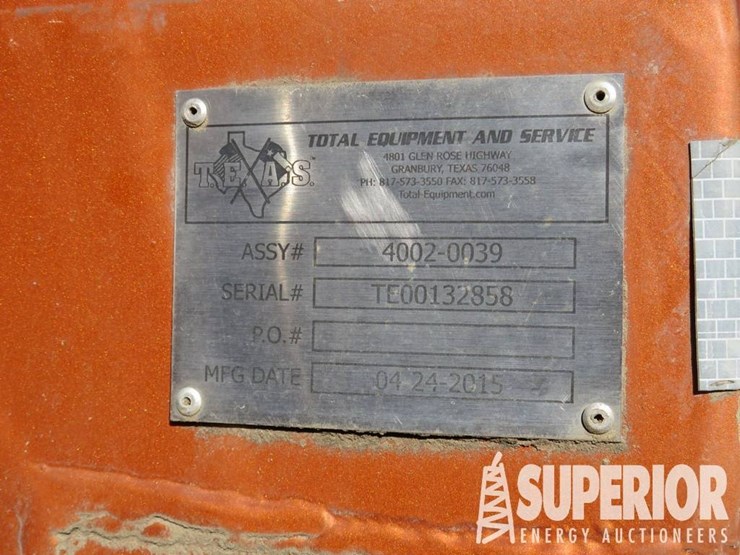 T.E.A.S.™
TOTAL EQUIPMENT AND SERVICE
4801 GLEN ROSE HIGHWAY
GRANBURY, TEXAS 76048
PH: 817-573-3550 FAX: 817-573-3558
Total-Equipment.com
ASSY# 4002-0039
SERIAL# TE00132858
P.O.#
MFG DATE 04-24-2015
SUPERIOR
ENERGY AUCTIONEERS